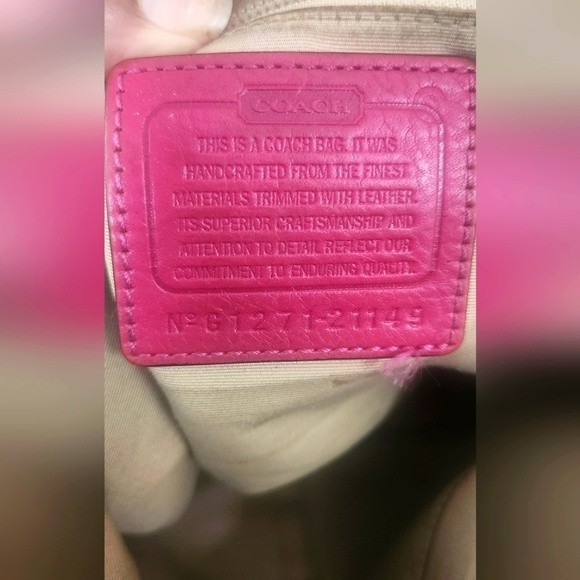 COACH
THIS IS A COACH BAG. IT WAS
HANDCRAFTED FROM THE FINEST
MATERIALS TRIMMED WITH LEATHER.
ITS SUPERIOR CRAFTSMANSHIP AND
ATTENTION TO DETAIL REFLECT OUR
COMMITMENT TO ENDURING QUALITY.
Nº G1271-21149